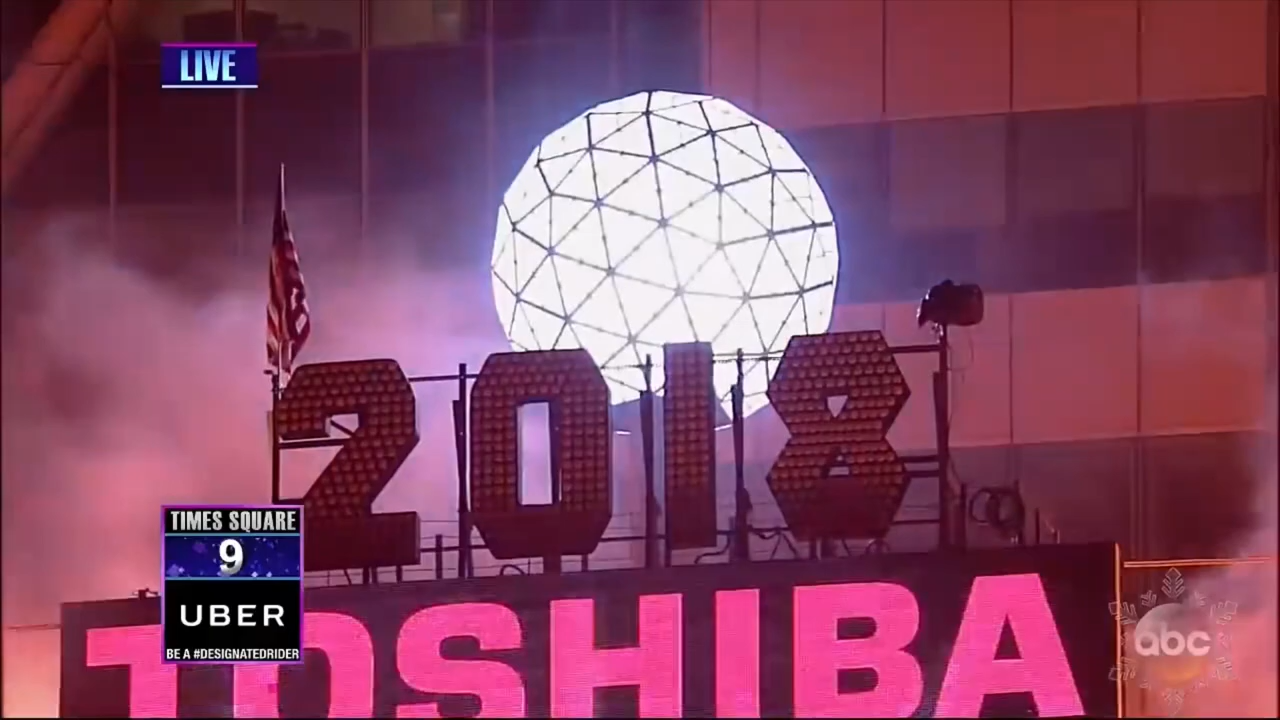 LIVE
2018
TIMES SQUARE
9
UBER
BE A #DESIGNATEDRIDER
TOSHIBA
abc